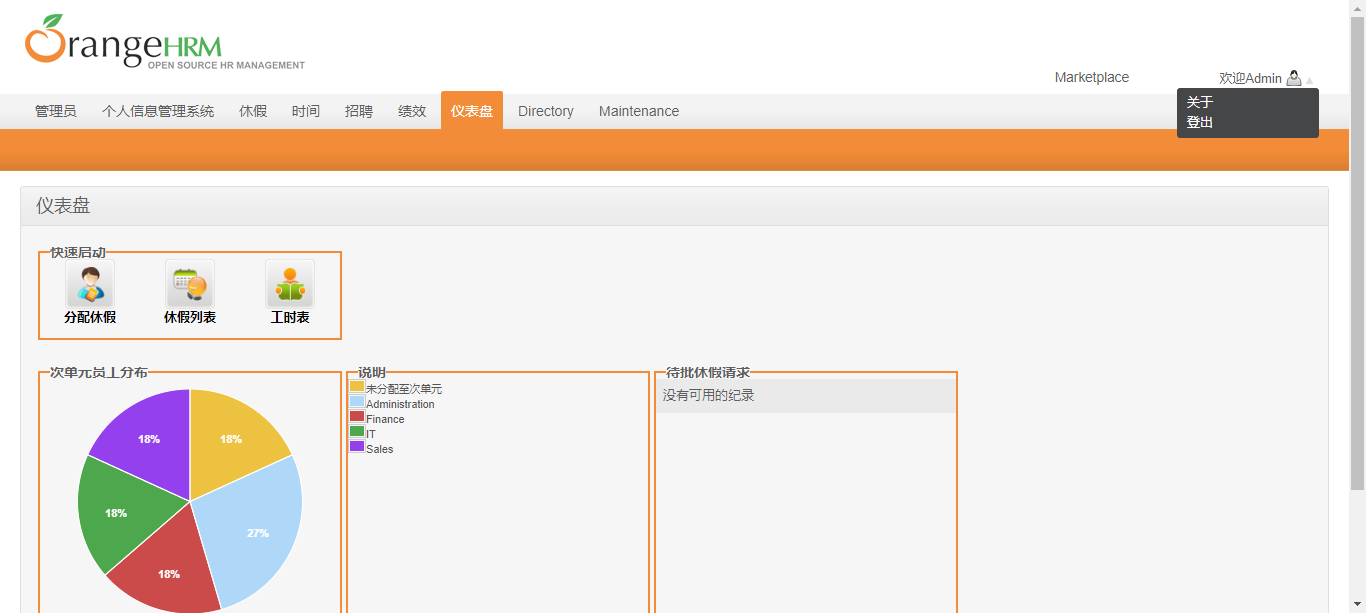 OrangeHRM
OPEN SOURCE HR MANAGEMENT
Marketplace
欢迎Admin
关于
登出
管理员 个人信息管理系统 休假 时间 招聘 绩效 仪表盘 Directory Maintenance
仪表盘
快速启动
分配休假 休假列表 工时表
次单元员工分布
18%
18%
27%
18%
18%
说明
未分配至次单元
Administration
Finance
IT
Sales
待批休假请求
没有可用的纪录